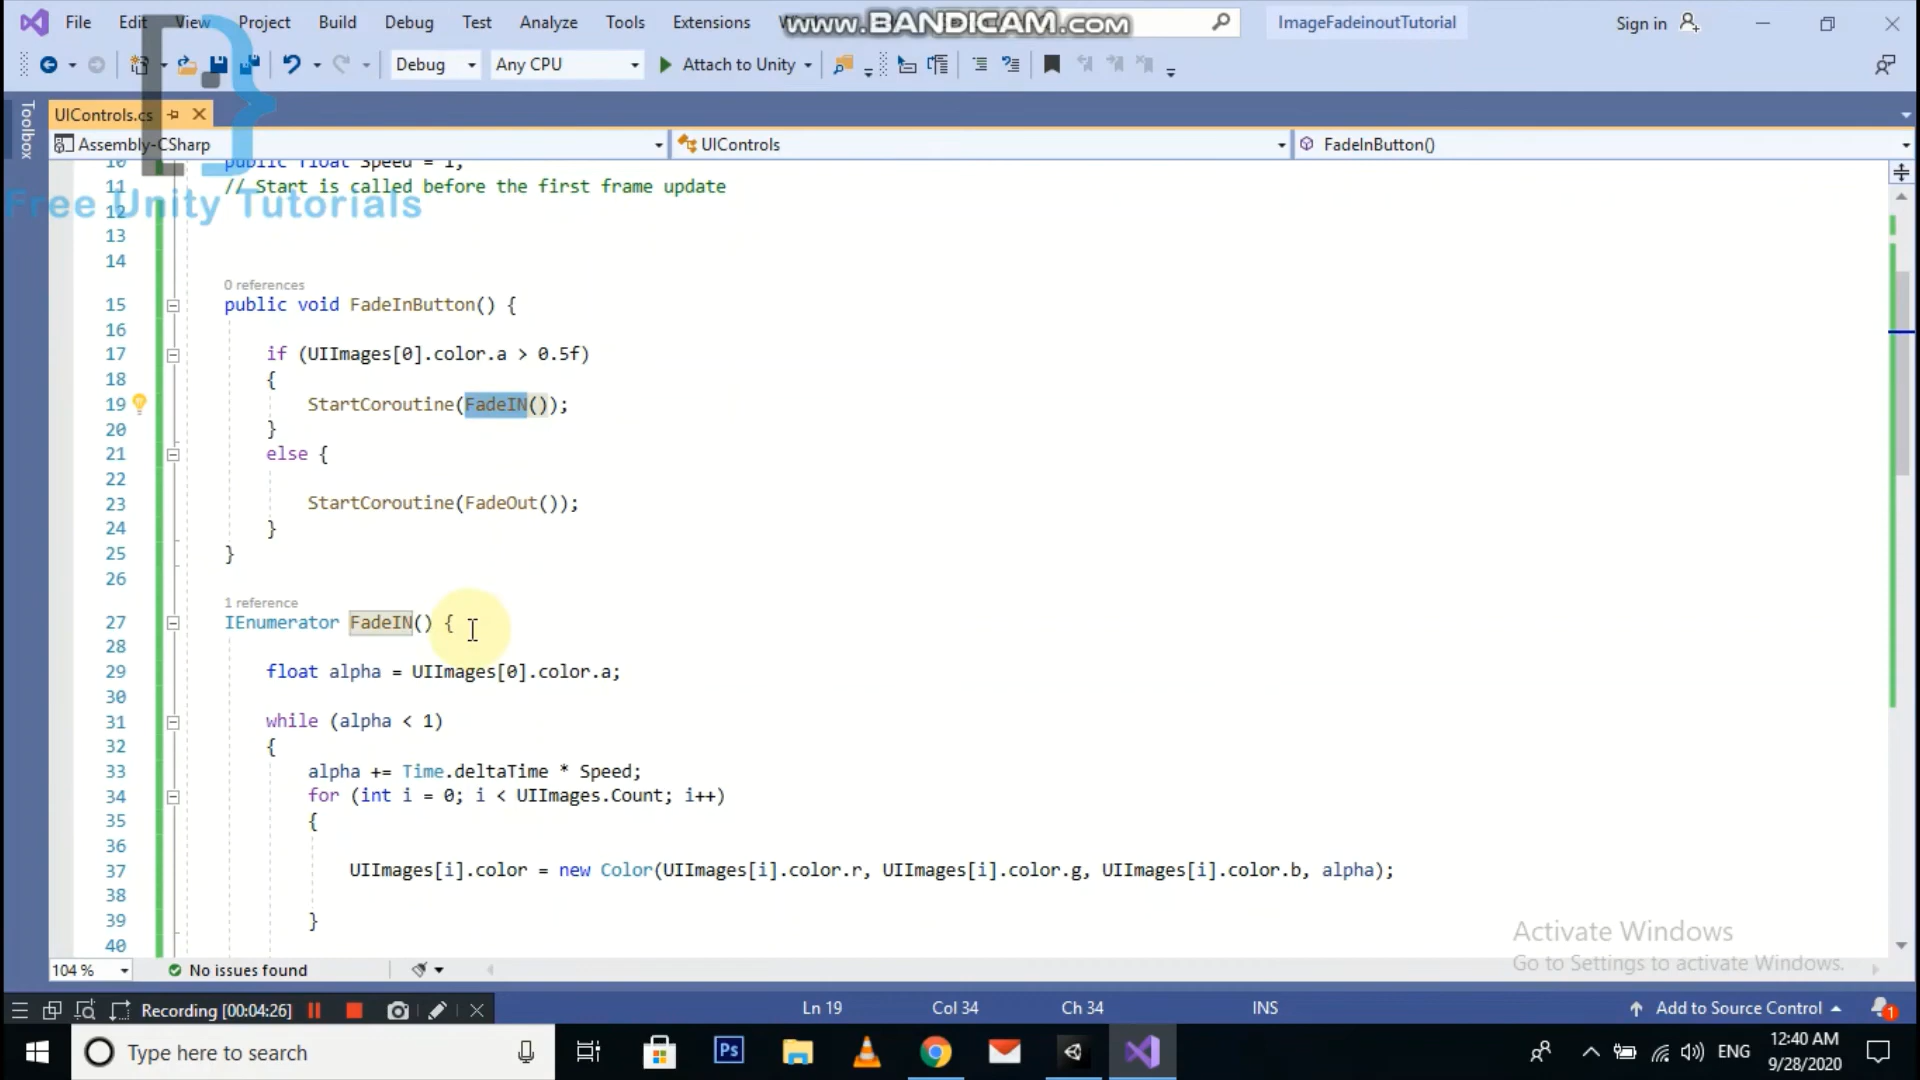 File Edit View Project Build Debug Test Analyze Tools Extensions www.BANDICAM.com ImageFadeinoutTutorial Sign in
Debug Any CPU Attach to Unity
Toolbox
UIControls.cs
Assembly-CSharp UIControls FadeInButton()
10 public float Speed = 1;
11 // Start is called before the first frame update
Free Unity Tutorials
12
13
14
0 references
15 public void FadeInButton() {
16
17 if (UIImages[0].color.a > 0.5f)
18 {
19 StartCoroutine(FadeIN());
20 }
21 else {
22
23 StartCoroutine(FadeOut());
24 }
25 }
26
1 reference
27 IEnumerator FadeIN() {
28
29 float alpha = UIImages[0].color.a;
30
31 while (alpha < 1)
32 {
33 alpha += Time.deltaTime * Speed;
34 for (int i = 0; i < UIImages.Count; i++)
35 {
36
37 UIImages[i].color = new Color(UIImages[i].color.r, UIImages[i].color.g, UIImages[i].color.b, alpha);
38
39 }
40
Activate Windows
Go to Settings to activate Windows.
104 % No issues found
Recording [00:04:26] Ln 19 Col 34 Ch 34 INS Add to Source Control 1
Type here to search Ps ENG 12:40 AM
9/28/2020